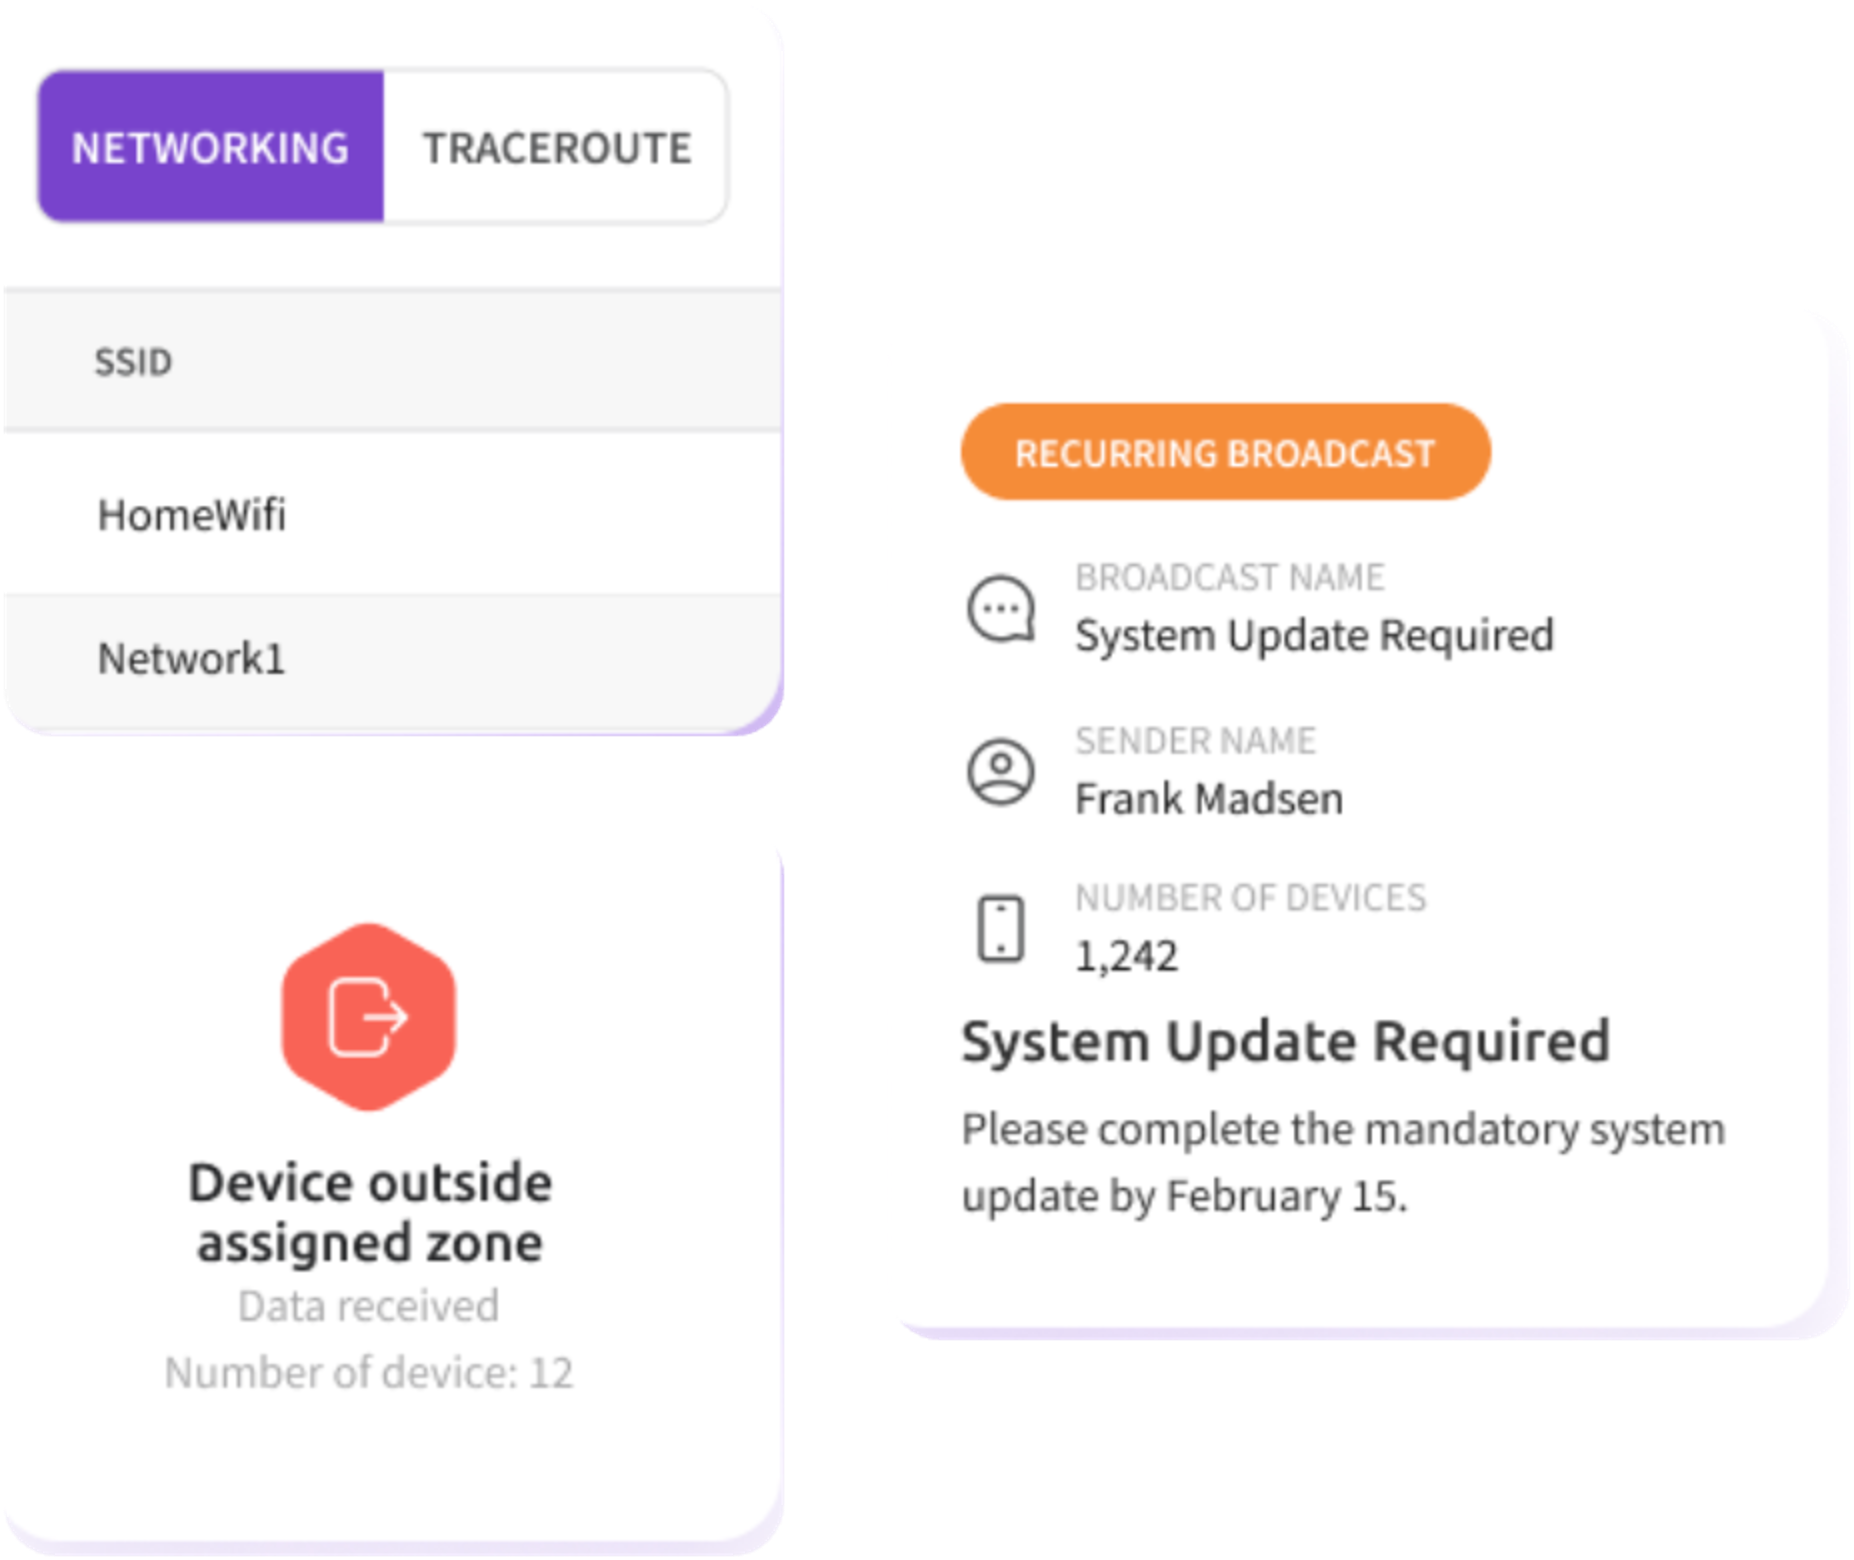 NETWORKING
TRACEROUTE
SSID
HomeWifi
Network1
Device outside
assigned zone
Data received
Number of device: 12
RECURRING BROADCAST
BROADCAST NAME
System Update Required
SENDER NAME
Frank Madsen
NUMBER OF DEVICES
1,242
System Update Required
Please complete the mandatory system
update by February 15.